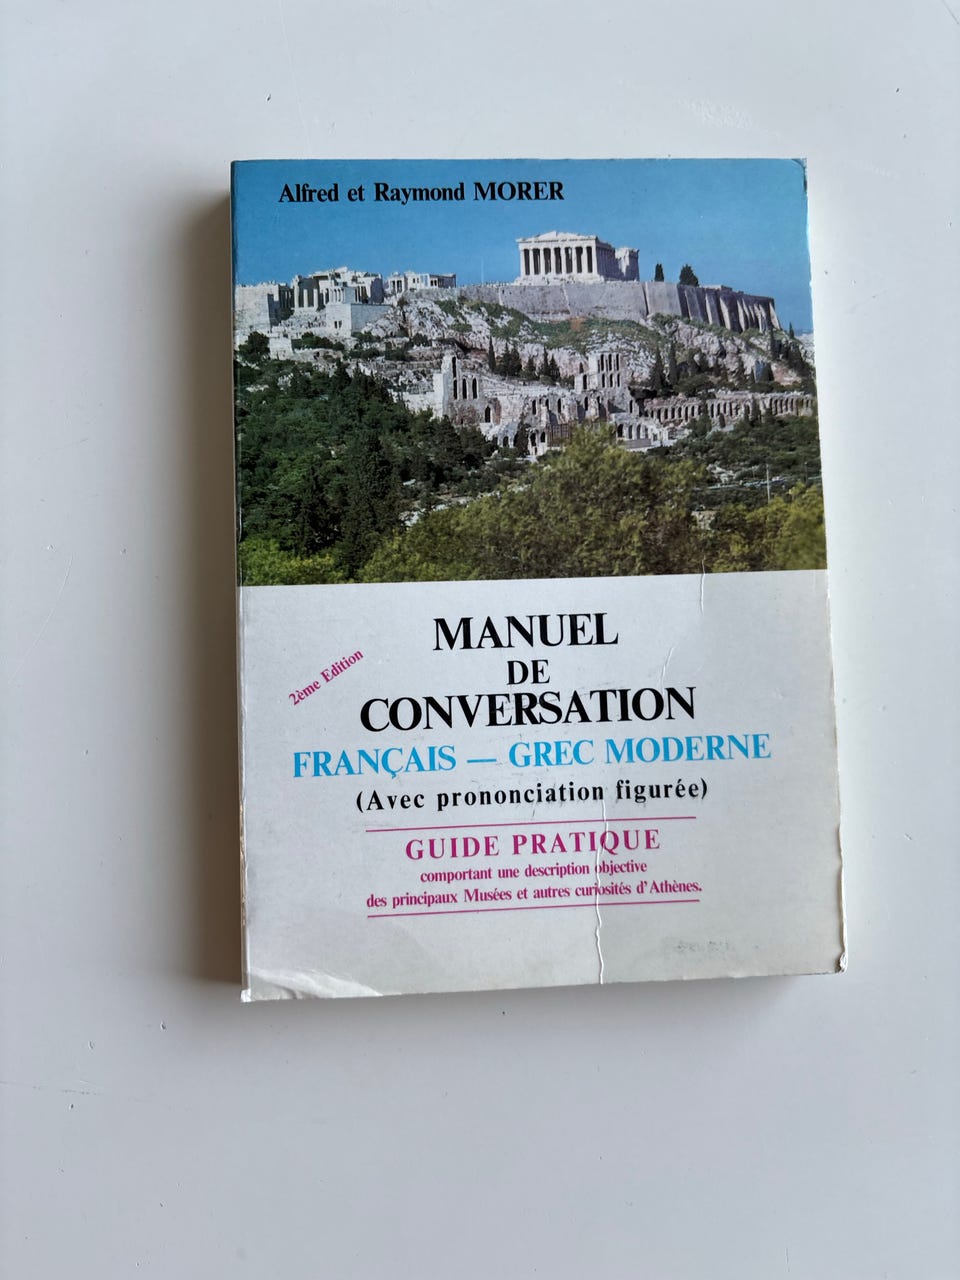 Alfred et Raymond MORER
MANUEL
DE
CONVERSATION
2ème Edition
FRANÇAIS — GREC MODERNE
(Avec prononciation figurée)
GUIDE PRATIQUE
comportant une description objective
des principaux Musées et autres curiosités d'Athènes.